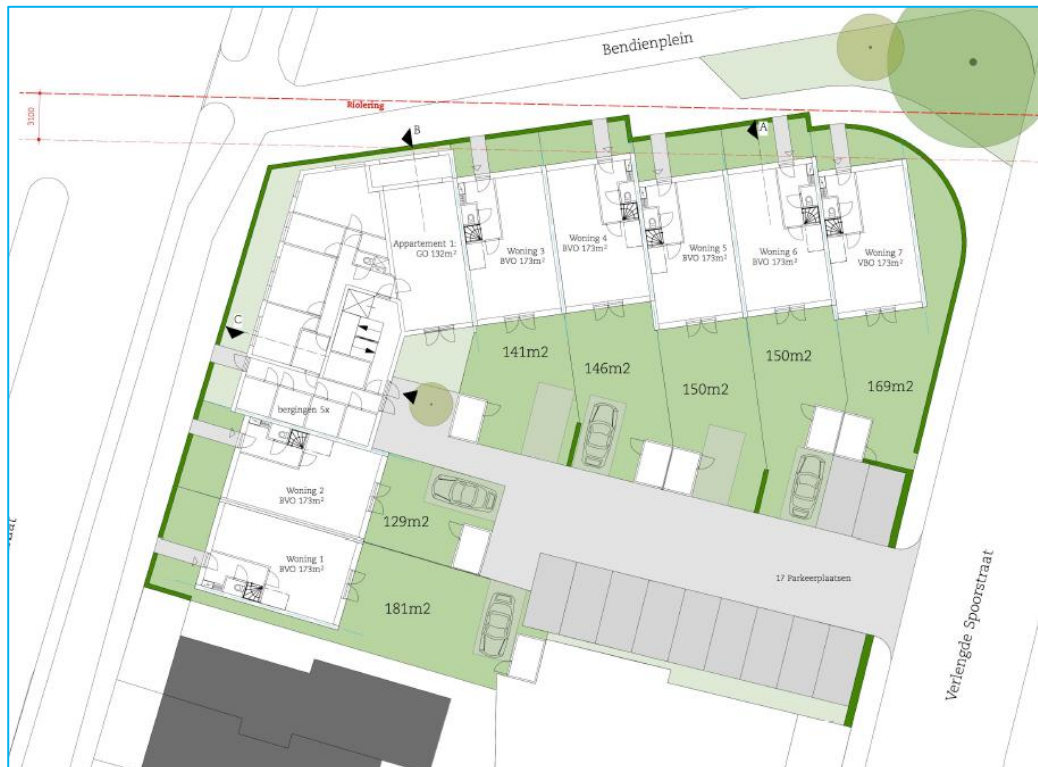 Bendienplein
Riolering
3100
B
A
Appartement 1:
GO 132m²
Woning 3
BVO 173m²
Woning 4
BVO 173m²
Woning 5
BVO 173m²
Woning 6
BVO 173m²
Woning 7
VBO 173m²
C
141m2
146m2
150m2
150m2
169m2
bergingen 5x
Woning 2
BVO 173m²
129m2
Woning 1
BVO 173m²
181m2
17 Parkeerplaatsen
Verlengde Spoorstraat